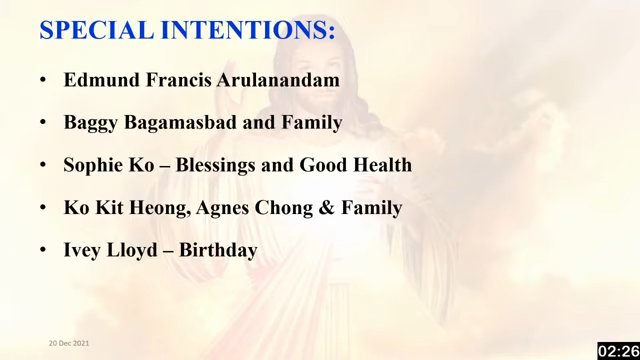 SPECIAL INTENTIONS:
• Edmund Francis Arulanandam
• Baggy Bagamasbad and Family
• Sophie Ko – Blessings and Good Health
• Ko Kit Heong, Agnes Chong & Family
• Ivey Lloyd – Birthday
20 Dec 2021
02:26